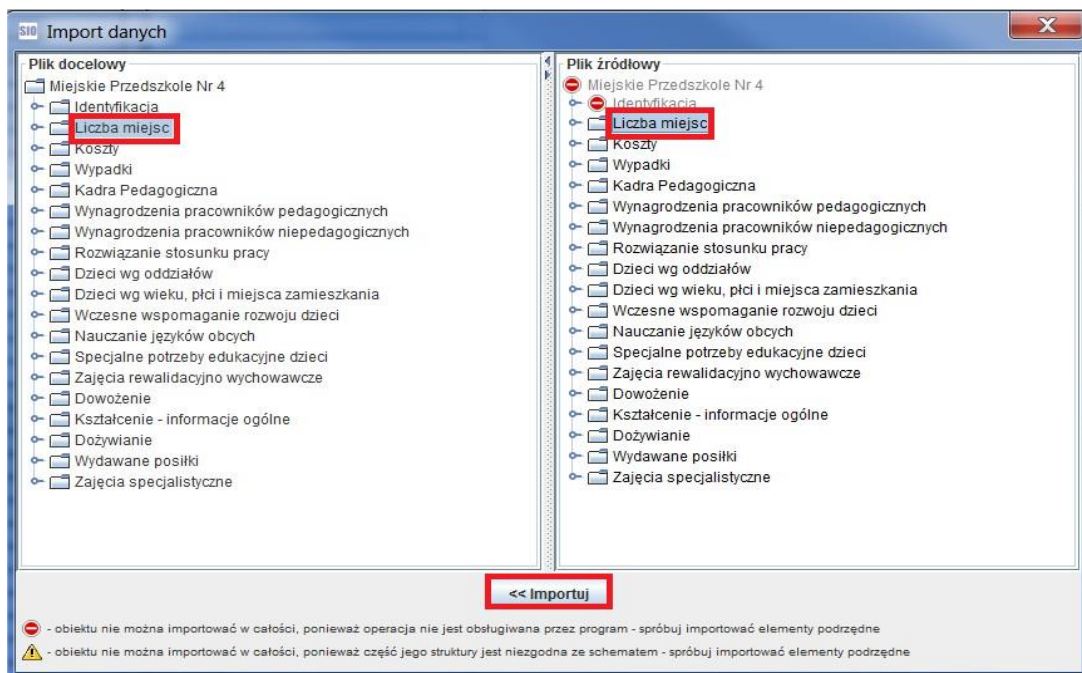 SIO Import danych
Plik docelowy
Miejskie Przedszkole Nr 4
Identyfikacja
Liczba miejsc
Koszty
Wypadki
Kadra Pedagogiczna
Wynagrodzenia pracowników pedagogicznych
Wynagrodzenia pracowników niepedagogicznych
Rozwiązanie stosunku pracy
Dzieci wg oddziałów
Dzieci wg wieku, płci i miejsca zamieszkania
Wczesne wspomaganie rozwoju dzieci
Nauczanie języków obcych
Specjalne potrzeby edukacyjne dzieci
Zajęcia rewalidacyjno wychowawcze
Dowożenie
Kształcenie - informacje ogólne
Dożywianie
Wydawane posiłki
Zajęcia specjalistyczne
Plik źródłowy
Miejskie Przedszkole Nr 4
Identyfikacja
Liczba miejsc
Koszty
Wypadki
Kadra Pedagogiczna
Wynagrodzenia pracowników pedagogicznych
Wynagrodzenia pracowników niepedagogicznych
Rozwiązanie stosunku pracy
Dzieci wg oddziałów
Dzieci wg wieku, płci i miejsca zamieszkania
Wczesne wspomaganie rozwoju dzieci
Nauczanie języków obcych
Specjalne potrzeby edukacyjne dzieci
Zajęcia rewalidacyjno wychowawcze
Dowożenie
Kształcenie - informacje ogólne
Dożywianie
Wydawane posiłki
Zajęcia specjalistyczne
<< Importuj
- obiektu nie można importować w całości, ponieważ operacja nie jest obsługiwana przez program - spróbuj importować elementy podrzędne
- obiektu nie można importować w całości, ponieważ część jego struktury jest niezgodna ze schematem - spróbuj importować elementy podrzędne